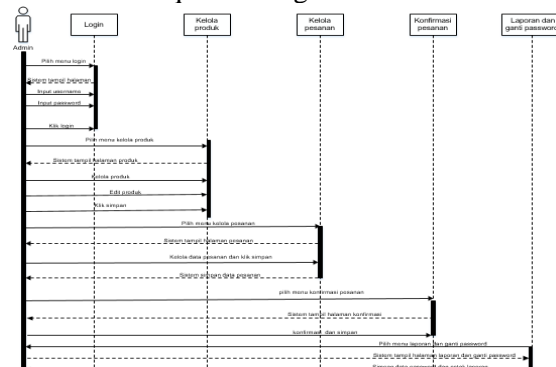 Login
Kelola
produk
Kelola
pesanan
Konfirmasi
pesanan
Laporan dan
ganti password
Admin
Pilih menu login
Sistem tampil halaman
Input username
Input password
Klik login
Pilih menu kelola produk
Sistem tampil halaman produk
Kelola produk
Edit produk
Klik simpan
Pilih menu kelola pesanan
Sistem tampil halaman pesanan
Kelola data pesanan dan klik simpan
Sistem simpan data pesanan
pilih menu konfirmasi pesanan
Sistem tampil halaman konfirmasi
konfirmasi dan simpan
Pilih menu laporan dan ganti password
Sistem tampil halaman laporan dan ganti password